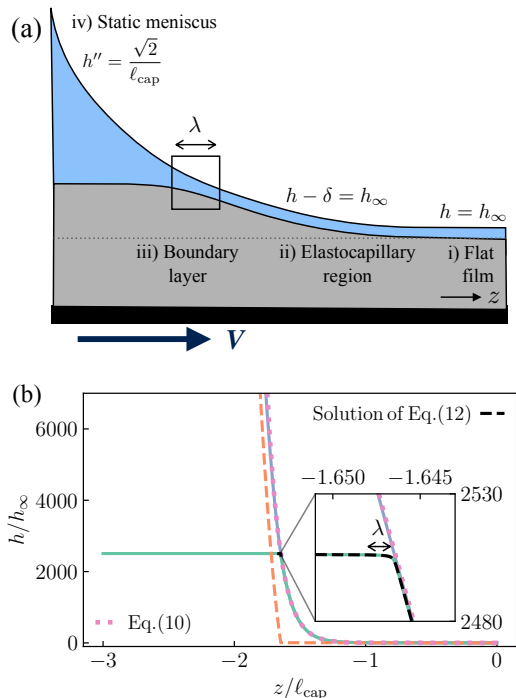 (a)
iv) Static meniscus
h'' = √2 / ℓcap
λ
h − δ = h∞
h = h∞
iii) Boundary
layer
ii) Elastocapillary
region
i) Flat
film
z
V
(b)
6000
4000
2000
0
h/h∞
Solution of Eq.(12)
−1.650
−1.645
2530
λ
2480
Eq.(10)
−3
−2
−1
0
z/ℓcap